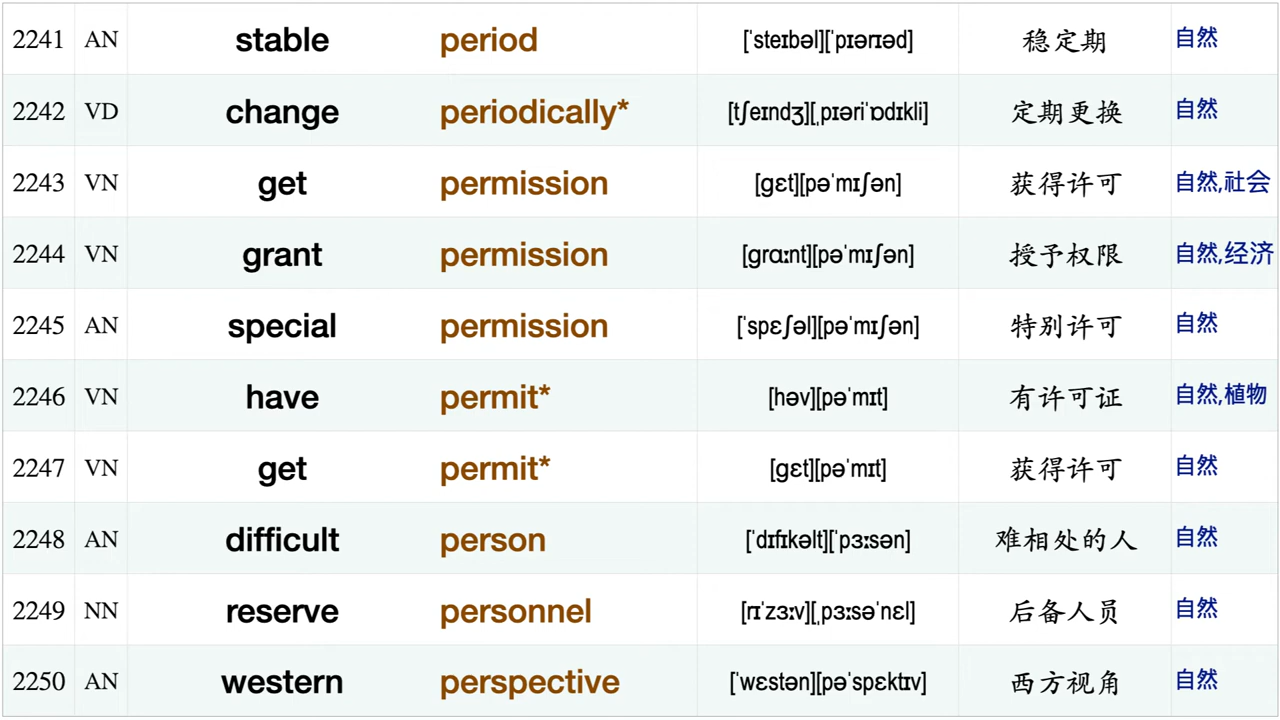 2241 AN stable period [ˈsteɪbəl][ˈpɪərɪəd] 稳定期 自然
2242 VD change periodically* [tʃeɪndʒ][ˌpɪəriˈɒdɪkli] 定期更换 自然
2243 VN get permission [gɛt][pəˈmɪʃən] 获得许可 自然,社会
2244 VN grant permission [grɑːnt][pəˈmɪʃən] 授予权限 自然,经济
2245 AN special permission [ˈspɛʃəl][pəˈmɪʃən] 特别许可 自然
2246 VN have permit* [həv][pəˈmɪt] 有许可证 自然,植物
2247 VN get permit* [gɛt][pəˈmɪt] 获得许可 自然
2248 AN difficult person [ˈdɪfɪkəlt][ˈpɜːsən] 难相处的人 自然
2249 NN reserve personnel [rɪˈzɜːv][ˌpɜːsəˈnɛl] 后备人员 自然
2250 AN western perspective [ˈwɛstən][pəˈspɛktɪv] 西方视角 自然